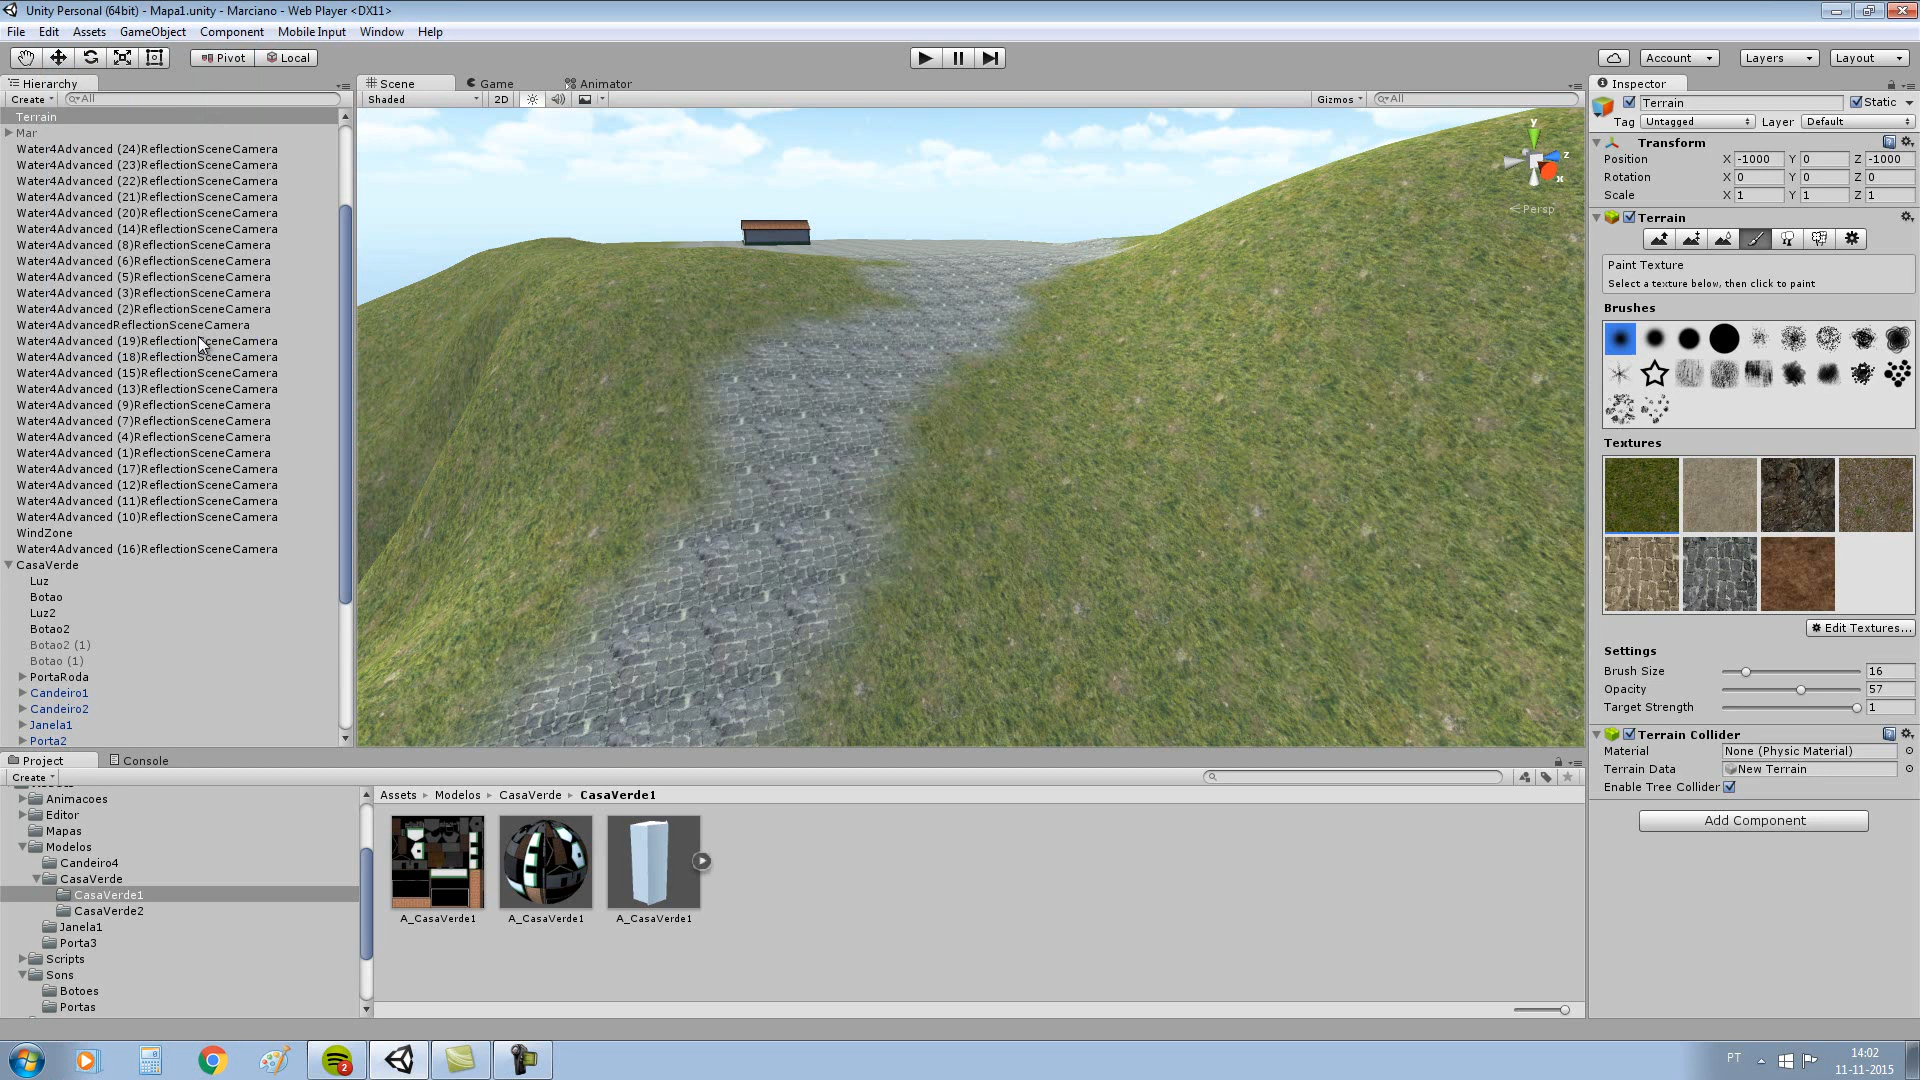 Unity Personal (64bit) - Mapa1.unity - Marciano - Web Player <DX11>
File Edit Assets GameObject Component Mobile Input Window Help
Pivot Local
Account Layers Layout
Hierarchy
Create All
Terrain
Mar
Water4Advanced (24)ReflectionSceneCamera
Water4Advanced (23)ReflectionSceneCamera
Water4Advanced (22)ReflectionSceneCamera
Water4Advanced (21)ReflectionSceneCamera
Water4Advanced (20)ReflectionSceneCamera
Water4Advanced (14)ReflectionSceneCamera
Water4Advanced (8)ReflectionSceneCamera
Water4Advanced (6)ReflectionSceneCamera
Water4Advanced (5)ReflectionSceneCamera
Water4Advanced (3)ReflectionSceneCamera
Water4Advanced (2)ReflectionSceneCamera
Water4AdvancedReflectionSceneCamera
Water4Advanced (19)ReflectionSceneCamera
Water4Advanced (18)ReflectionSceneCamera
Water4Advanced (15)ReflectionSceneCamera
Water4Advanced (13)ReflectionSceneCamera
Water4Advanced (9)ReflectionSceneCamera
Water4Advanced (7)ReflectionSceneCamera
Water4Advanced (4)ReflectionSceneCamera
Water4Advanced (1)ReflectionSceneCamera
Water4Advanced (17)ReflectionSceneCamera
Water4Advanced (12)ReflectionSceneCamera
Water4Advanced (11)ReflectionSceneCamera
Water4Advanced (10)ReflectionSceneCamera
WindZone
Water4Advanced (16)ReflectionSceneCamera
CasaVerde
Luz
Botao
Luz2
Botao2
Botao2 (1)
Botao (1)
PortaRoda
Candeiro1
Candeiro2
Janela1
Porta2
Scene Game Animator
Shaded 2D Gizmos All
y
z
x
Persp
Inspector
Terrain Static
Tag Untagged Layer Default
Transform
Position X -1000 Y 0 Z -1000
Rotation X 0 Y 0 Z 0
Scale X 1 Y 1 Z 1
Terrain
Paint Texture
Select a texture below, then click to paint
Brushes
Textures
Edit Textures...
Settings
Brush Size 16
Opacity 57
Target Strength 1
Terrain Collider
Material None (Physic Material)
Terrain Data New Terrain
Enable Tree Collider
Add Component
Project Console
Create
Animacoes
Editor
Mapas
Modelos
Candeiro4
CasaVerde
CasaVerde1
CasaVerde2
Janela1
Porta3
Scripts
Sons
Botoes
Portas
Assets Modelos CasaVerde CasaVerde1
A_CasaVerde1 A_CasaVerde1 A_CasaVerde1
2
PT
14:02
11-11-2015